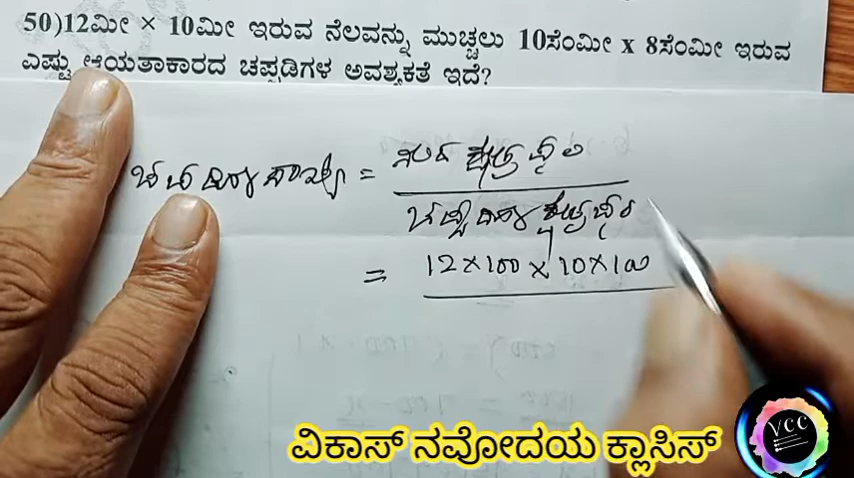 50)12ಮೀ × 10ಮೀ ಇರುವ ನೆಲವನ್ನು ಮುಚ್ಚಲು 10ಸೆಂಮೀ x 8ಸೆಂಮೀ ಇರುವ
ಎಷ್ಟು ಆಯತಾಕಾರದ ಚಪ್ಪಡಿಗಳ ಅವಶ್ಯಕತೆ ಇದೆ?
=
= 12×100 × 10×100
ವಿಕಾಸ್ ನವೋದಯ ಕ್ಲಾಸಿಸ್
VCC